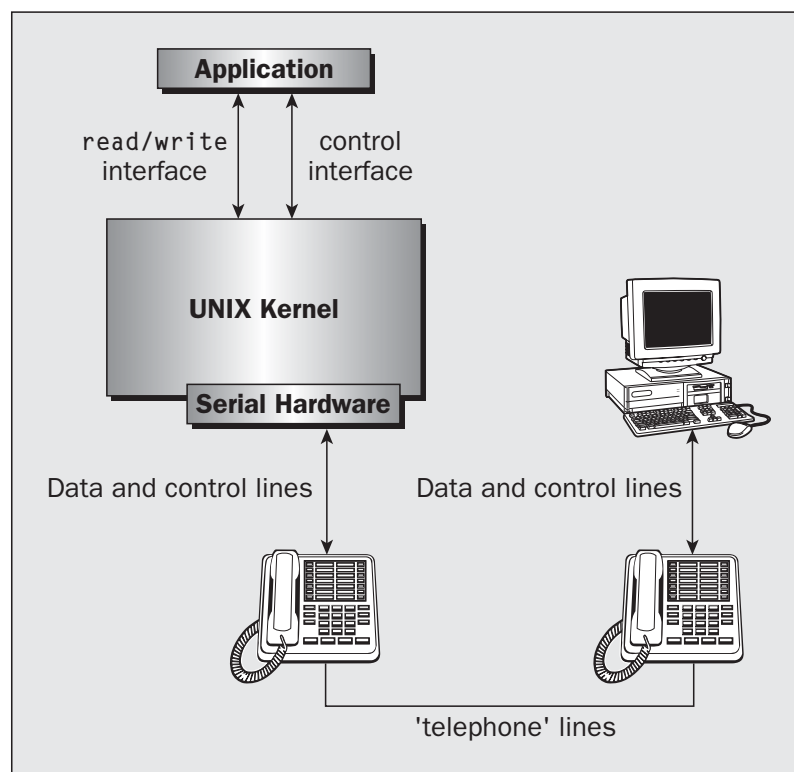 Application
read/write
interface
control
interface
UNIX Kernel
Serial Hardware
Data and control lines
Data and control lines
'telephone' lines